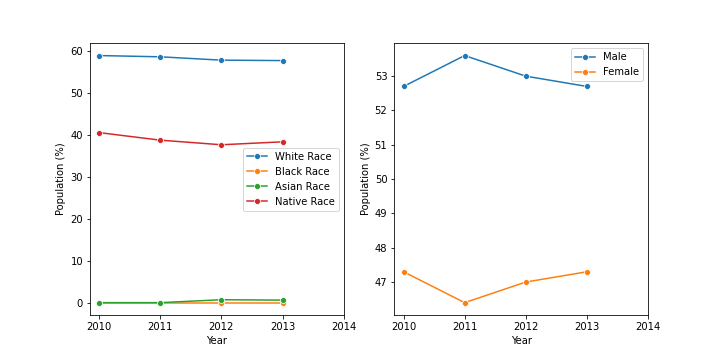 60
50
40
30
20
10
0
Population (%)
2010 2011 2012 2013 2014
Year
White Race
Black Race
Asian Race
Native Race
53
52
51
50
49
48
47
Population (%)
2010 2011 2012 2013 2014
Year
Male
Female